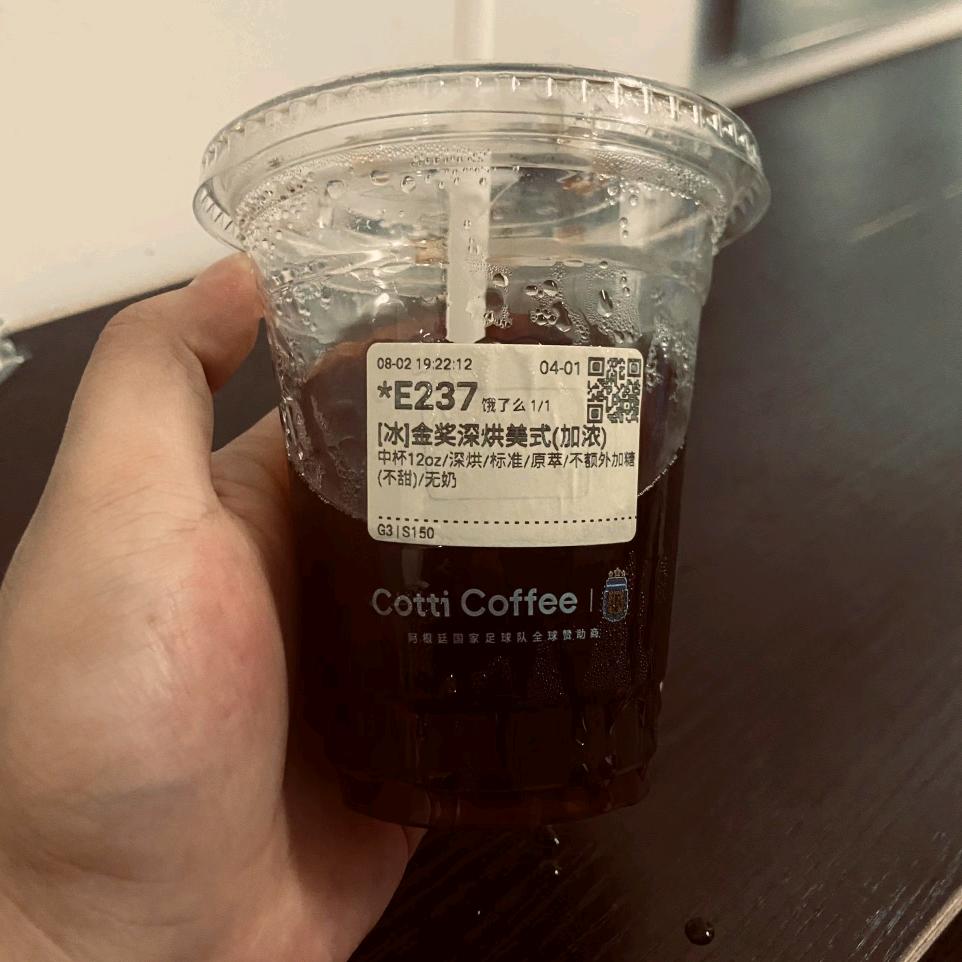 08-02 19:22:12 04-01
*E237 饿了么 1/1
[冰]金奖深烘美式(加浓)
中杯12oz/深烘/标准/原萃/不额外加糖
(不甜)/无奶
G3|S150
Cotti Coffee
阿根廷国家足球队全球赞助商